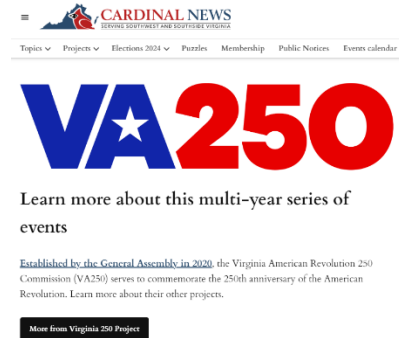 CARDINAL NEWS
SERVING SOUTHWEST AND SOUTHSIDE VIRGINIA
Topics Projects Elections 2024 Puzzles Membership Public Notices Events calendar
VA250
Learn more about this multi-year series of
events
Established by the General Assembly in 2020, the Virginia American Revolution 250
Commission (VA250) serves to commemorate the 250th anniversary of the American
Revolution. Learn more about their other projects.
More from Virginia 250 Project